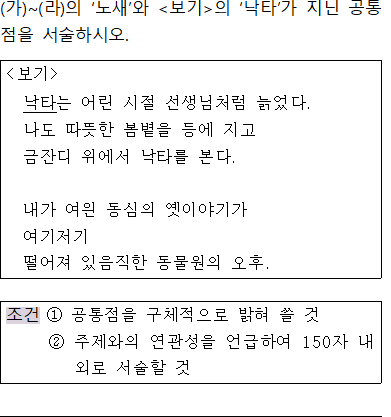 (가)~(라)의 ‘노새’와 <보기>의 ‘낙타’가 지닌 공통
점을 서술하시오.
<보기>
낙타는 어린 시절 선생님처럼 늙었다.
나도 따뜻한 봄볕을 등에 지고
금잔디 위에서 낙타를 본다.
내가 여읜 동심의 옛이야기가
여기저기
떨어져 있음직한 동물원의 오후.
조건 ① 공통점을 구체적으로 밝혀 쓸 것
② 주제와의 연관성을 언급하여 150자 내
외로 서술할 것